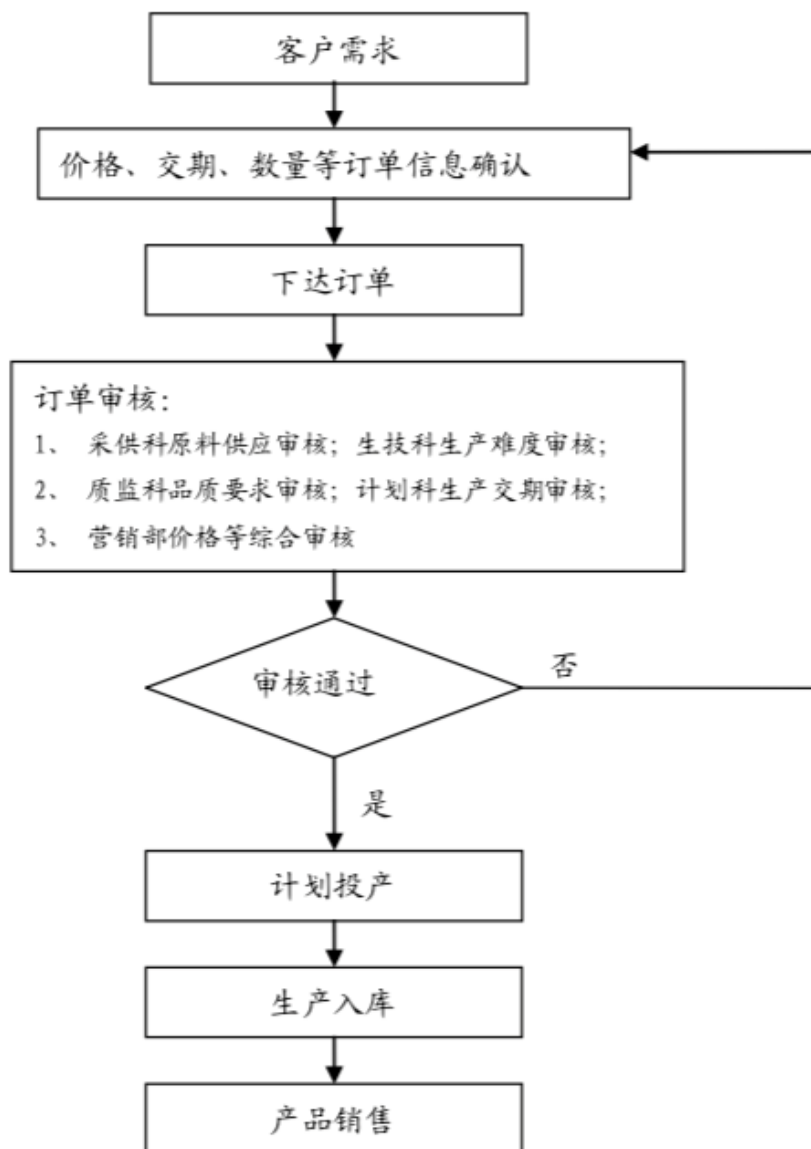 客户需求
价格、交期、数量等订单信息确认
下达订单
订单审核：
1、 采供科原料供应审核；生技科生产难度审核；
2、 质监科品质要求审核；计划科生产交期审核；
3、 营销部价格等综合审核
审核通过
否
是
计划投产
生产入库
产品销售